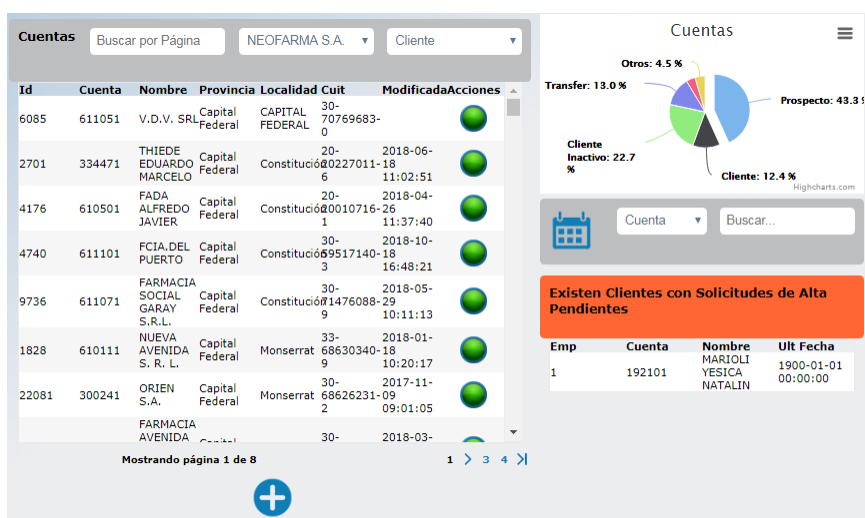 Cuentas
Buscar por Página
NEOFARMA S.A.
Cliente
Id Cuenta Nombre Provincia Localidad Cuit ModificadaAcciones
6085 611051 V.D.V. SRL Capital Federal CAPITAL FEDERAL 30-70769683-0
2701 334471 THIEDE EDUARDO MARCELO Capital Federal Constitución 20-20227011-6 2018-06-18 11:02:51
4176 610501 FADA ALFREDO JAVIER Capital Federal Constitución 20-20010716-1 2018-04-26 11:37:40
4740 611101 FCIA.DEL PUERTO Capital Federal Constitución 30-59517140-3 2018-10-18 16:48:21
9736 611071 FARMACIA SOCIAL GARAY S.R.L. Capital Federal Constitución 30-71476088-9 2018-05-29 10:11:13
1828 610111 NUEVA AVENIDA S. R. L. Capital Federal Monserrat 33-68630340-9 2018-01-18 10:20:17
22081 300241 ORIEN S.A. Capital Federal Monserrat 30-68626231-2 2017-11-09 09:01:05
FARMACIA AVENIDA Capital 30- 2018-03-
Mostrando página 1 de 8
1 3 4
Cuentas
Otros: 4.5 %
Transfer: 13.0 %
Prospecto: 43.3
Cliente
Inactivo: 22.7
%
Cliente: 12.4 %
Highcharts.com
Cuenta
Buscar...
Existen Clientes con Solicitudes de Alta
Pendientes
Emp Cuenta Nombre Ult Fecha
1 192101 MARIOLI YESICA NATALIN 1900-01-01 00:00:00